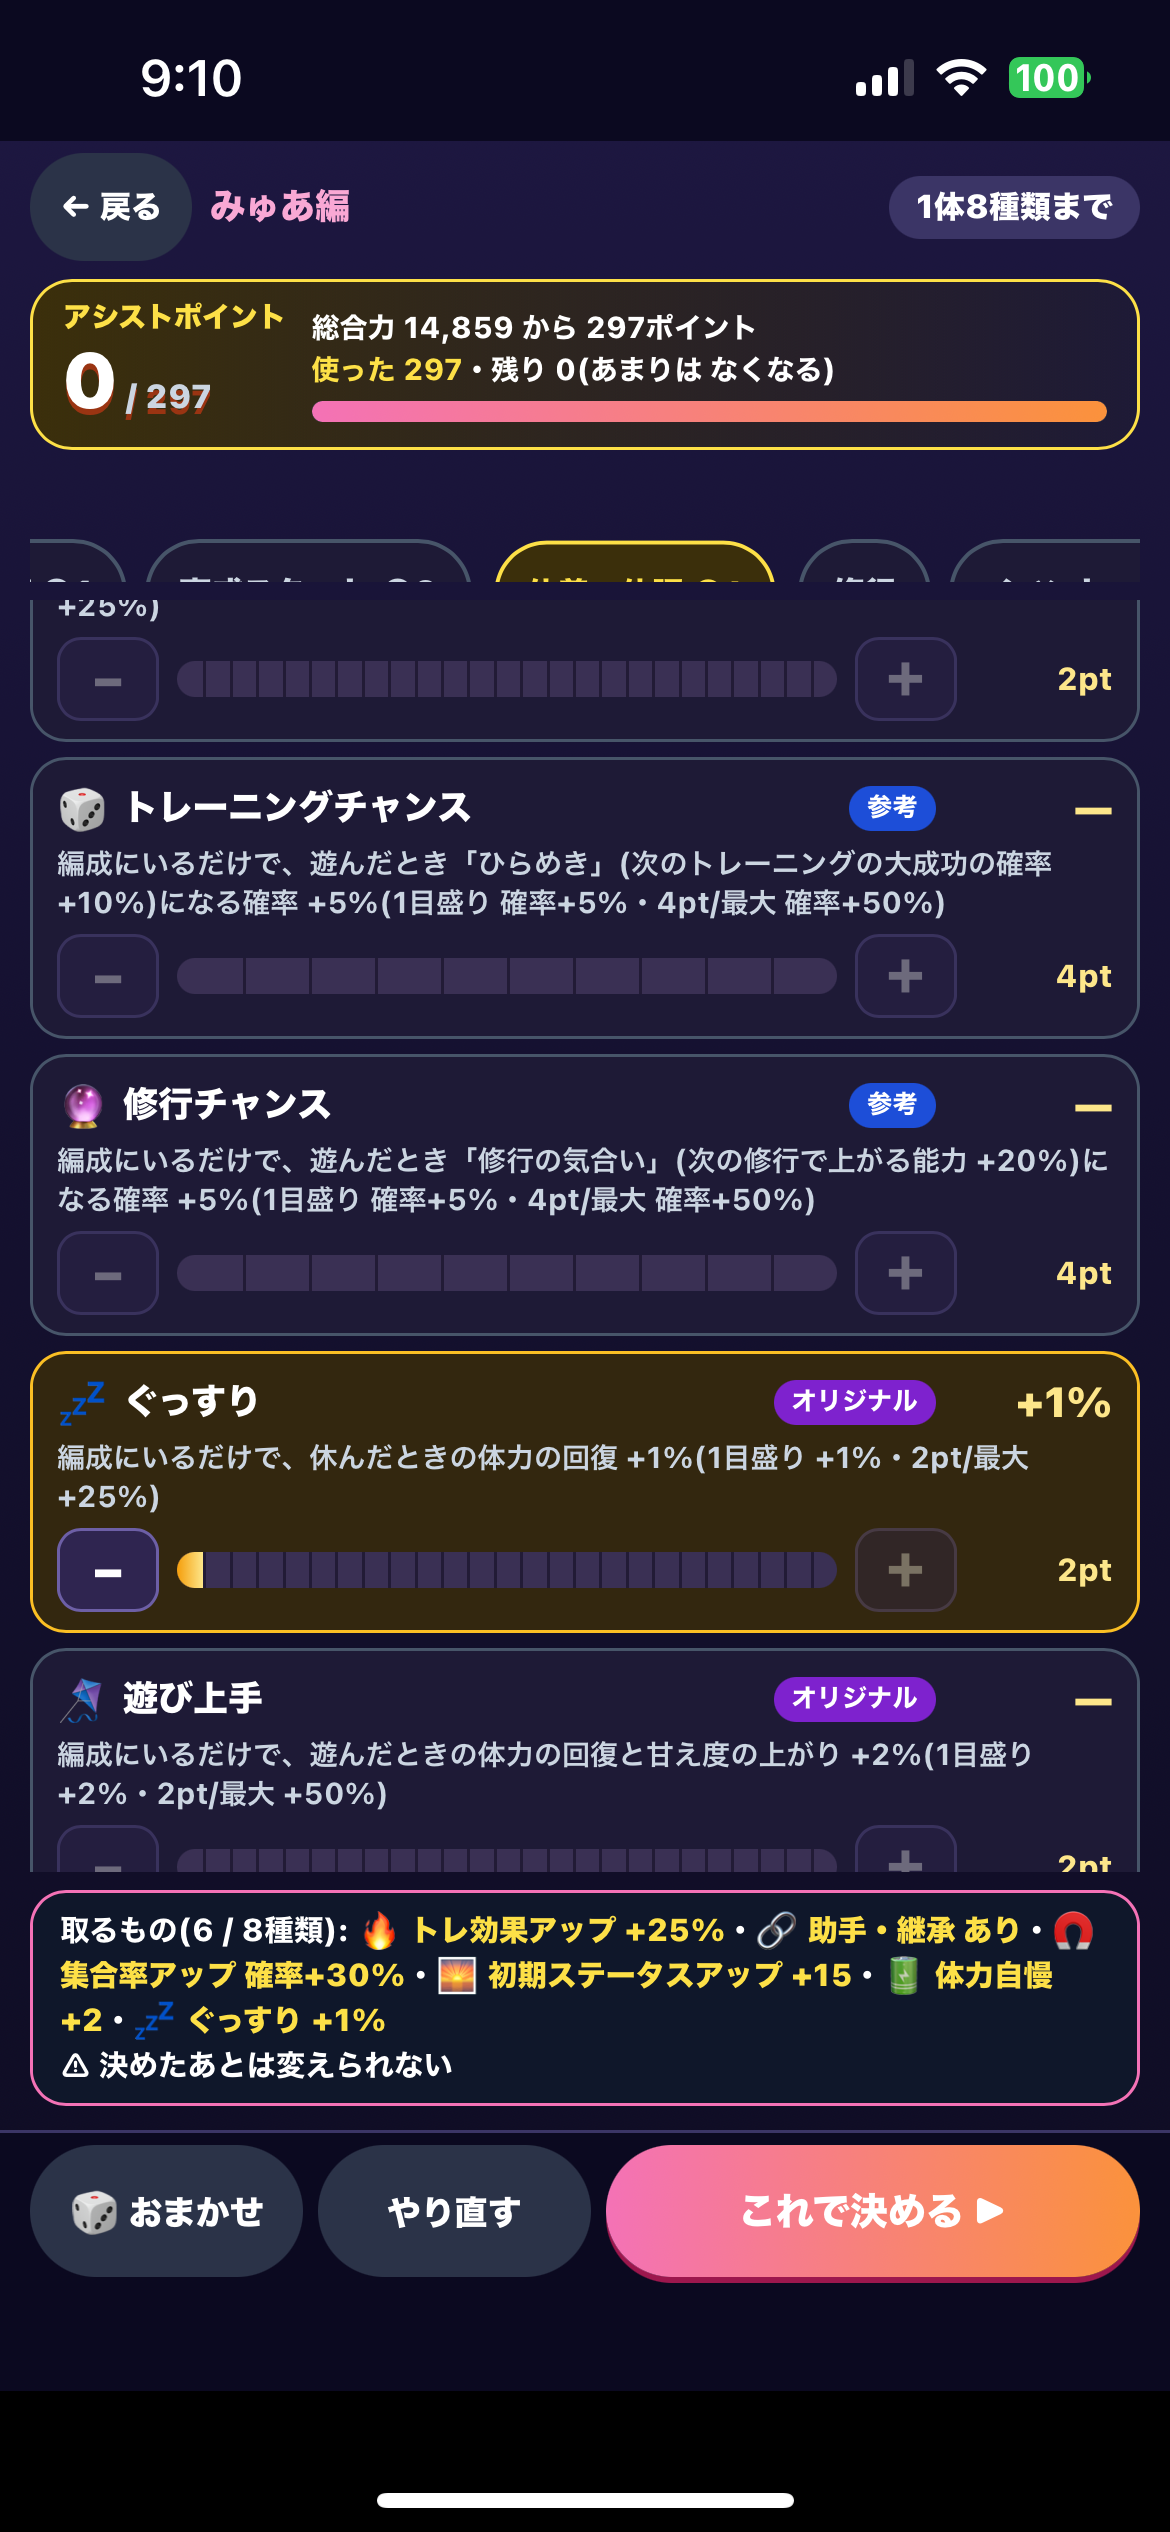 9:10
100
← 戻る
みゅあ編
1体8種類まで
アシストポイント
0 / 297
総合力 14,859 から 297ポイント
使った 297・残り 0(あまりは なくなる)
+25%)
−
+
2pt
トレーニングチャンス
参考
—
編成にいるだけで、遊んだとき「ひらめき」(次のトレーニングの大成功の確率
+10%)になる確率 +5%(1目盛り 確率+5%・4pt/最大 確率+50%)
−
+
4pt
修行チャンス
参考
—
編成にいるだけで、遊んだとき「修行の気合い」(次の修行で上がる能力 +20%)に
なる確率 +5%(1目盛り 確率+5%・4pt/最大 確率+50%)
−
+
4pt
💤 ぐっすり
オリジナル
+1%
編成にいるだけで、休んだときの体力の回復 +1%(1目盛り +1%・2pt/最大
+25%)
−
+
2pt
遊び上手
オリジナル
—
編成にいるだけで、遊んだときの体力の回復と甘え度の上がり +2%(1目盛り
+2%・2pt/最大 +50%)
−
+
2pt
取るもの(6 / 8種類): 🔥 トレ効果アップ +25%・🔗 助手・継承 あり・🧲
集合率アップ 確率+30%・🌅 初期ステータスアップ +15・🔋 体力自慢
+2・💤 ぐっすり +1%
⚠ 決めたあとは変えられない
🎲 おまかせ
やり直す
これで決める ▶